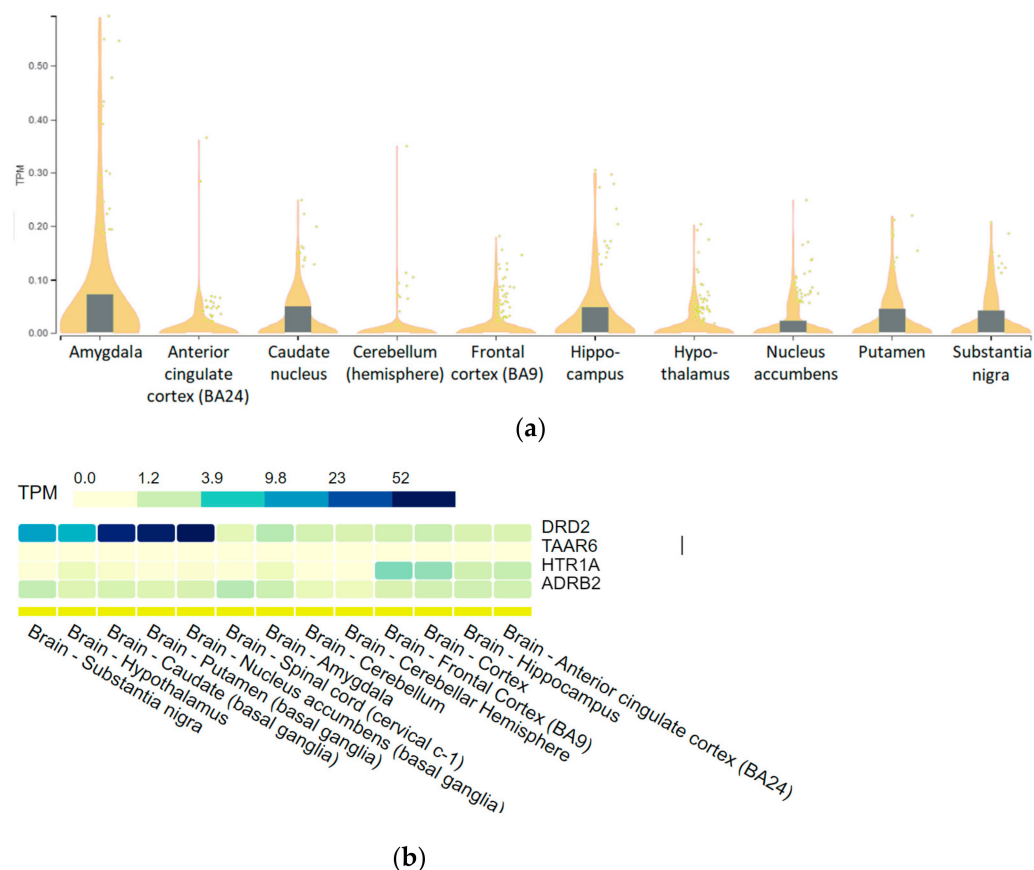 0.50
0.40
0.30
0.20
0.10
0.00
TPM
Amygdala
Anterior
cingulate
cortex (BA24)
Caudate
nucleus
Cerebellum
(hemisphere)
Frontal
cortex (BA9)
Hippo-
campus
Hypo-
thalamus
Nucleus
accumbens
Putamen
Substantia
nigra
(a)
TPM
0.0 1.2 3.9 9.8 23 52
DRD2
TAAR6
HTR1A
ADRB2
Brain - Substantia nigra
Brain - Hypothalamus
Brain - Caudate (basal ganglia)
Brain - Putamen (basal ganglia)
Brain - Nucleus accumbens (basal ganglia)
Brain - Spinal cord (cervical c-1)
Brain - Amygdala
Brain - Cerebellum
Brain - Cerebellar Hemisphere
Brain - Frontal Cortex (BA9)
Brain - Cortex
Brain - Hippocampus
Brain - Anterior cingulate cortex (BA24)
(b)